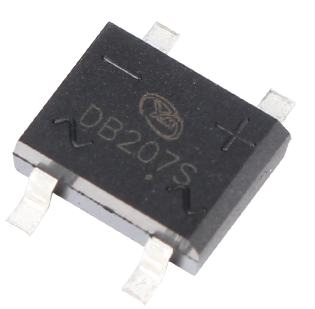 − +
DB207S
~ ~